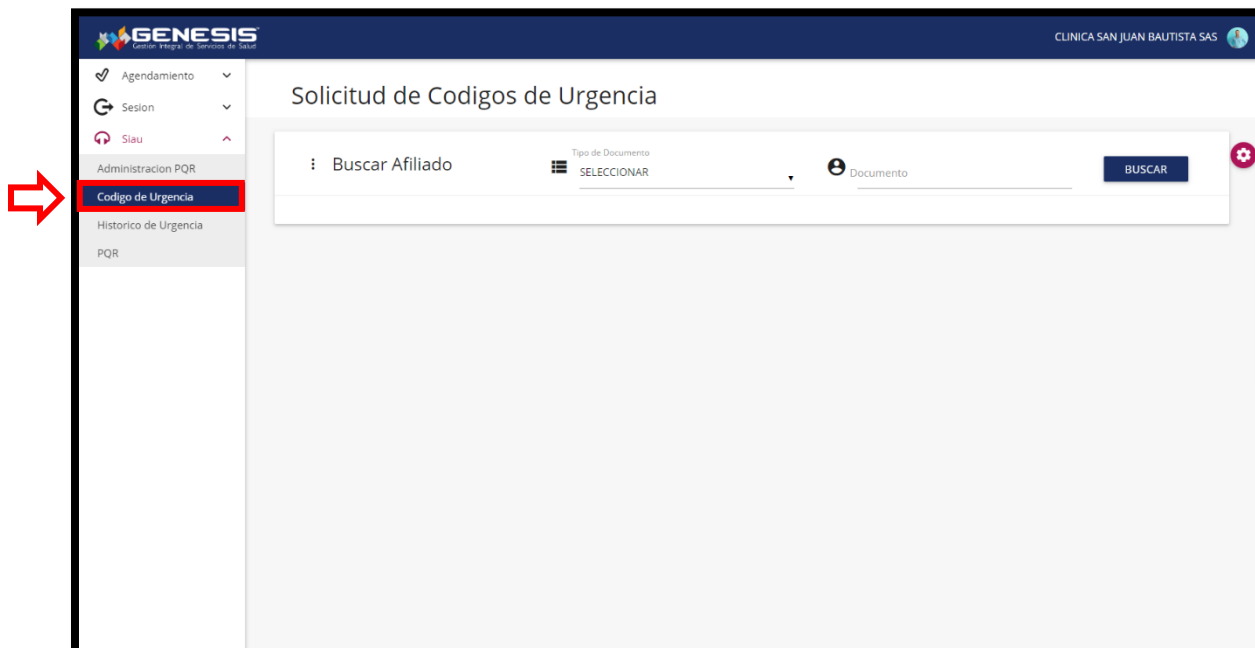 GENESIS
Gestión Integral de Servicios de Salud
CLINICA SAN JUAN BAUTISTA SAS
Agendamiento
Sesion
Siau
Administracion PQR
Codigo de Urgencia
Historico de Urgencia
PQR
Solicitud de Codigos de Urgencia
Buscar Afiliado
Tipo de Documento
SELECCIONAR
Documento
BUSCAR